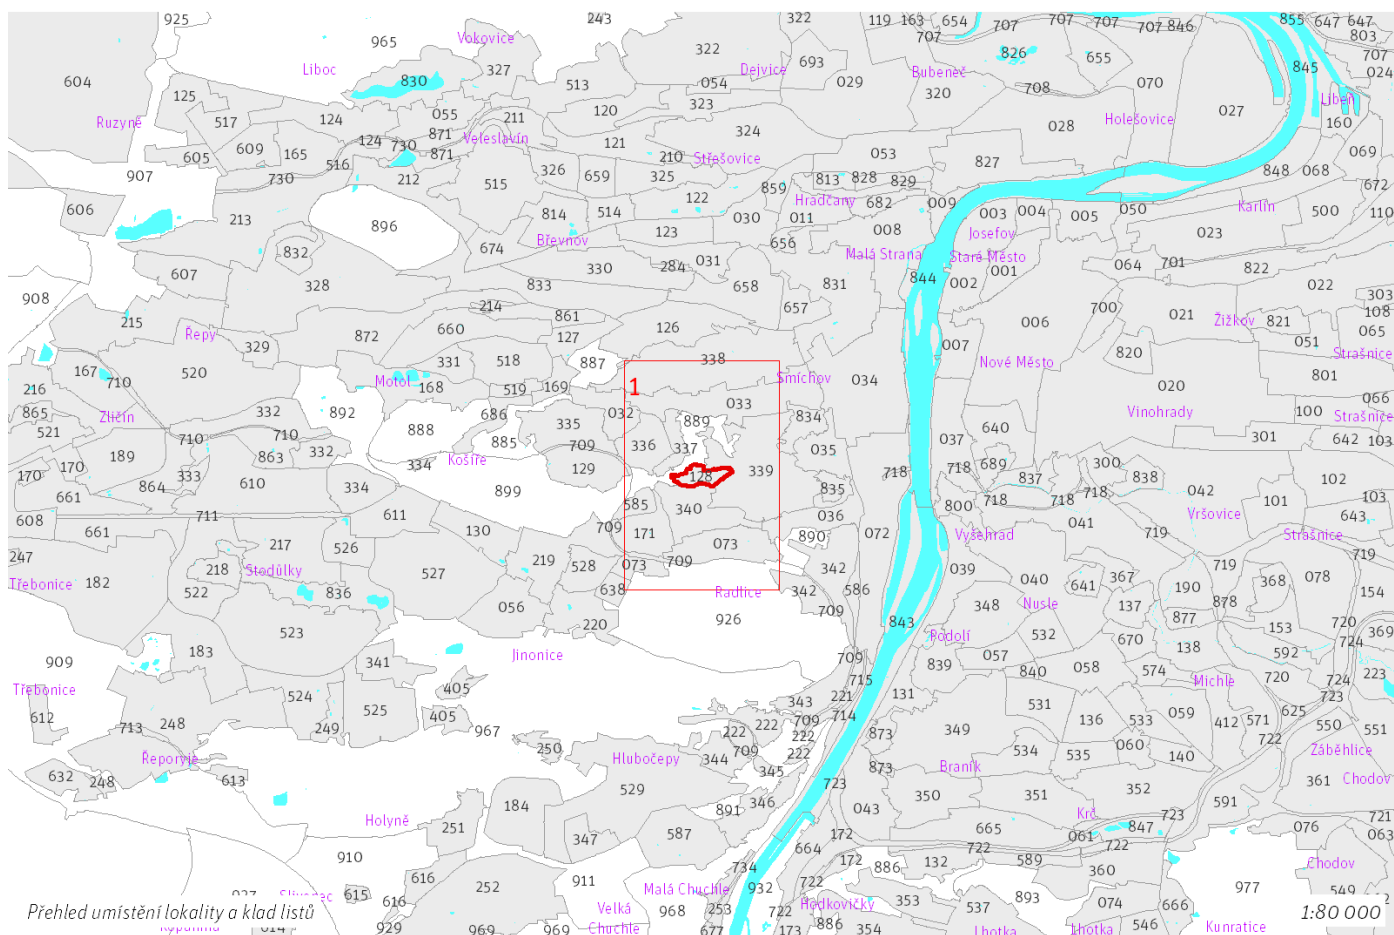 925 243 322 119 163 654 707 707 707 707 846 855 647 647
965 Vokovice 803
322 707
Liboc 327 693 Dejvice Bubeneč 826 655 845 024
604 830 513 054 029 320 708 070
125 055 211 120 323 027 Libeň
517 124 871 324 028 Holešovice 160
Ruzyně 124 730 871 Veleslavín 121
605 609 165 516 210 Střešovice 053 069
907 730 212 326 659 325 827 848 068
515 859 813 828 829 672
606 213 896 814 514 122 030 011 Hradčany 682 009 003 004 005 050 Karlín 500 110
Břevnov 123 656 008 Josefov 023
832 674 Malá Strana Staré Město
607 330 284 031 844 001 064 701 822
908 328 833 658 831 002 022 303
214 657 700 108
215 861 006 021 Žižkov 821 065
Řepy 872 660 127 126 051
329 007 820 Strašnice
167 710 520 331 518 887 338 Nové Město 801
216 Motol 168 519 169 1 Smíchov 034 020
865 Zličín 332 892 686 032 033 834 Vinohrady 100 066 Strašnice
521 710 710 888 885 335 889 640 301 642 103
189 863 332 709 336 337 035 037
170 170 333 334 Košíře 129 128 339 718 718 689 837 300 838
661 864 610 334 899 585 340 835 718 718 042 101 102 103
608 711 611 709 036 800 041 Vršovice 643
661 217 130 171 073 890 072 Vyšehrad 719 Strašnice
247 526 719
Třebonice 182 218 Stodůlky 527 219 528 073 709 342 039 040 367 719 368 078
522 836 638 Radlice 342 586 641 190 154
056 709 348 Nusle 137 878
523 220 926 843 877 153 720
183 Jinonice Podolí 532 670 138 592 724 369
909 341 709 839 057 840 058 574
Třebonice 405 715 Michle 720 724 223
612 524 525 343 221 131 531 059 723
713 248 249 405 967 222 709 714 136 533 412 571 625 550 551
222 222 873 349 060 722
Řeporyje 250 Hlubočepy 344 709 222 534 535 140 Záběhlice
632 248 613 345 873 Braník 361 Chodov
529 723 350 351 352
184 891 346 043 591
Holyně 251 347 587 172 665 Krč 847 723 721
061 076 063
910 734 664 172 722 589 722
616 911 886 132 360 Chodov
615 252 Malá Chuchle 932 722 893 977
616 Velká 968 253 Hodkovičky 353 537 074 666 549
Přehled umístění lokality a klad listů 1:80 000
929 969 969 Chuchle 677 722 173 886 354 Lhotka Lhotka 546 Kunratice